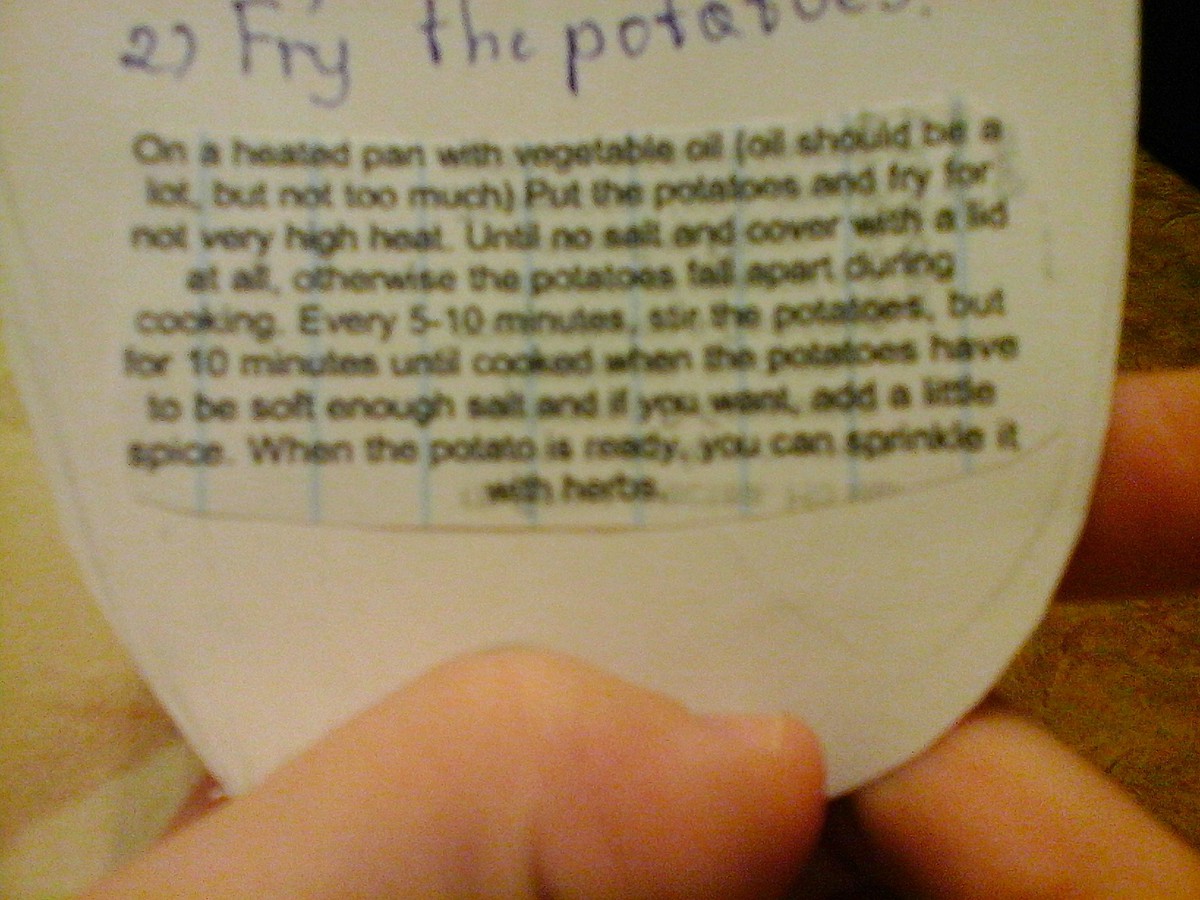 2) Fry the potatoes.
On a heated pan with vegetable oil (oil should be a
lot, but not too much) Put the potatoes and fry for
not very high heat. Until no salt and cover with a lid
at all, otherwise the potatoes fall apart during
cooking. Every 5-10 minutes, stir the potatoes, but
for 10 minutes until cooked when the potatoes have
to be soft enough salt and if you want, add a little
spice. When the potato is ready, you can sprinkle it
with herbs.